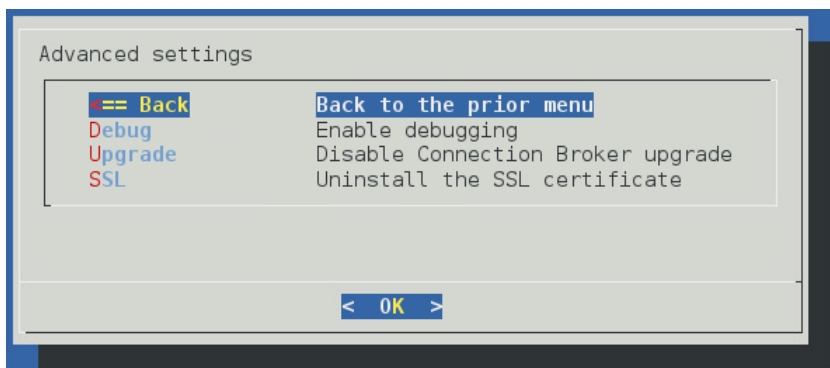 Advanced settings
<== Back Back to the prior menu
Debug Enable debugging
Upgrade Disable Connection Broker upgrade
SSL Uninstall the SSL certificate
< OK >